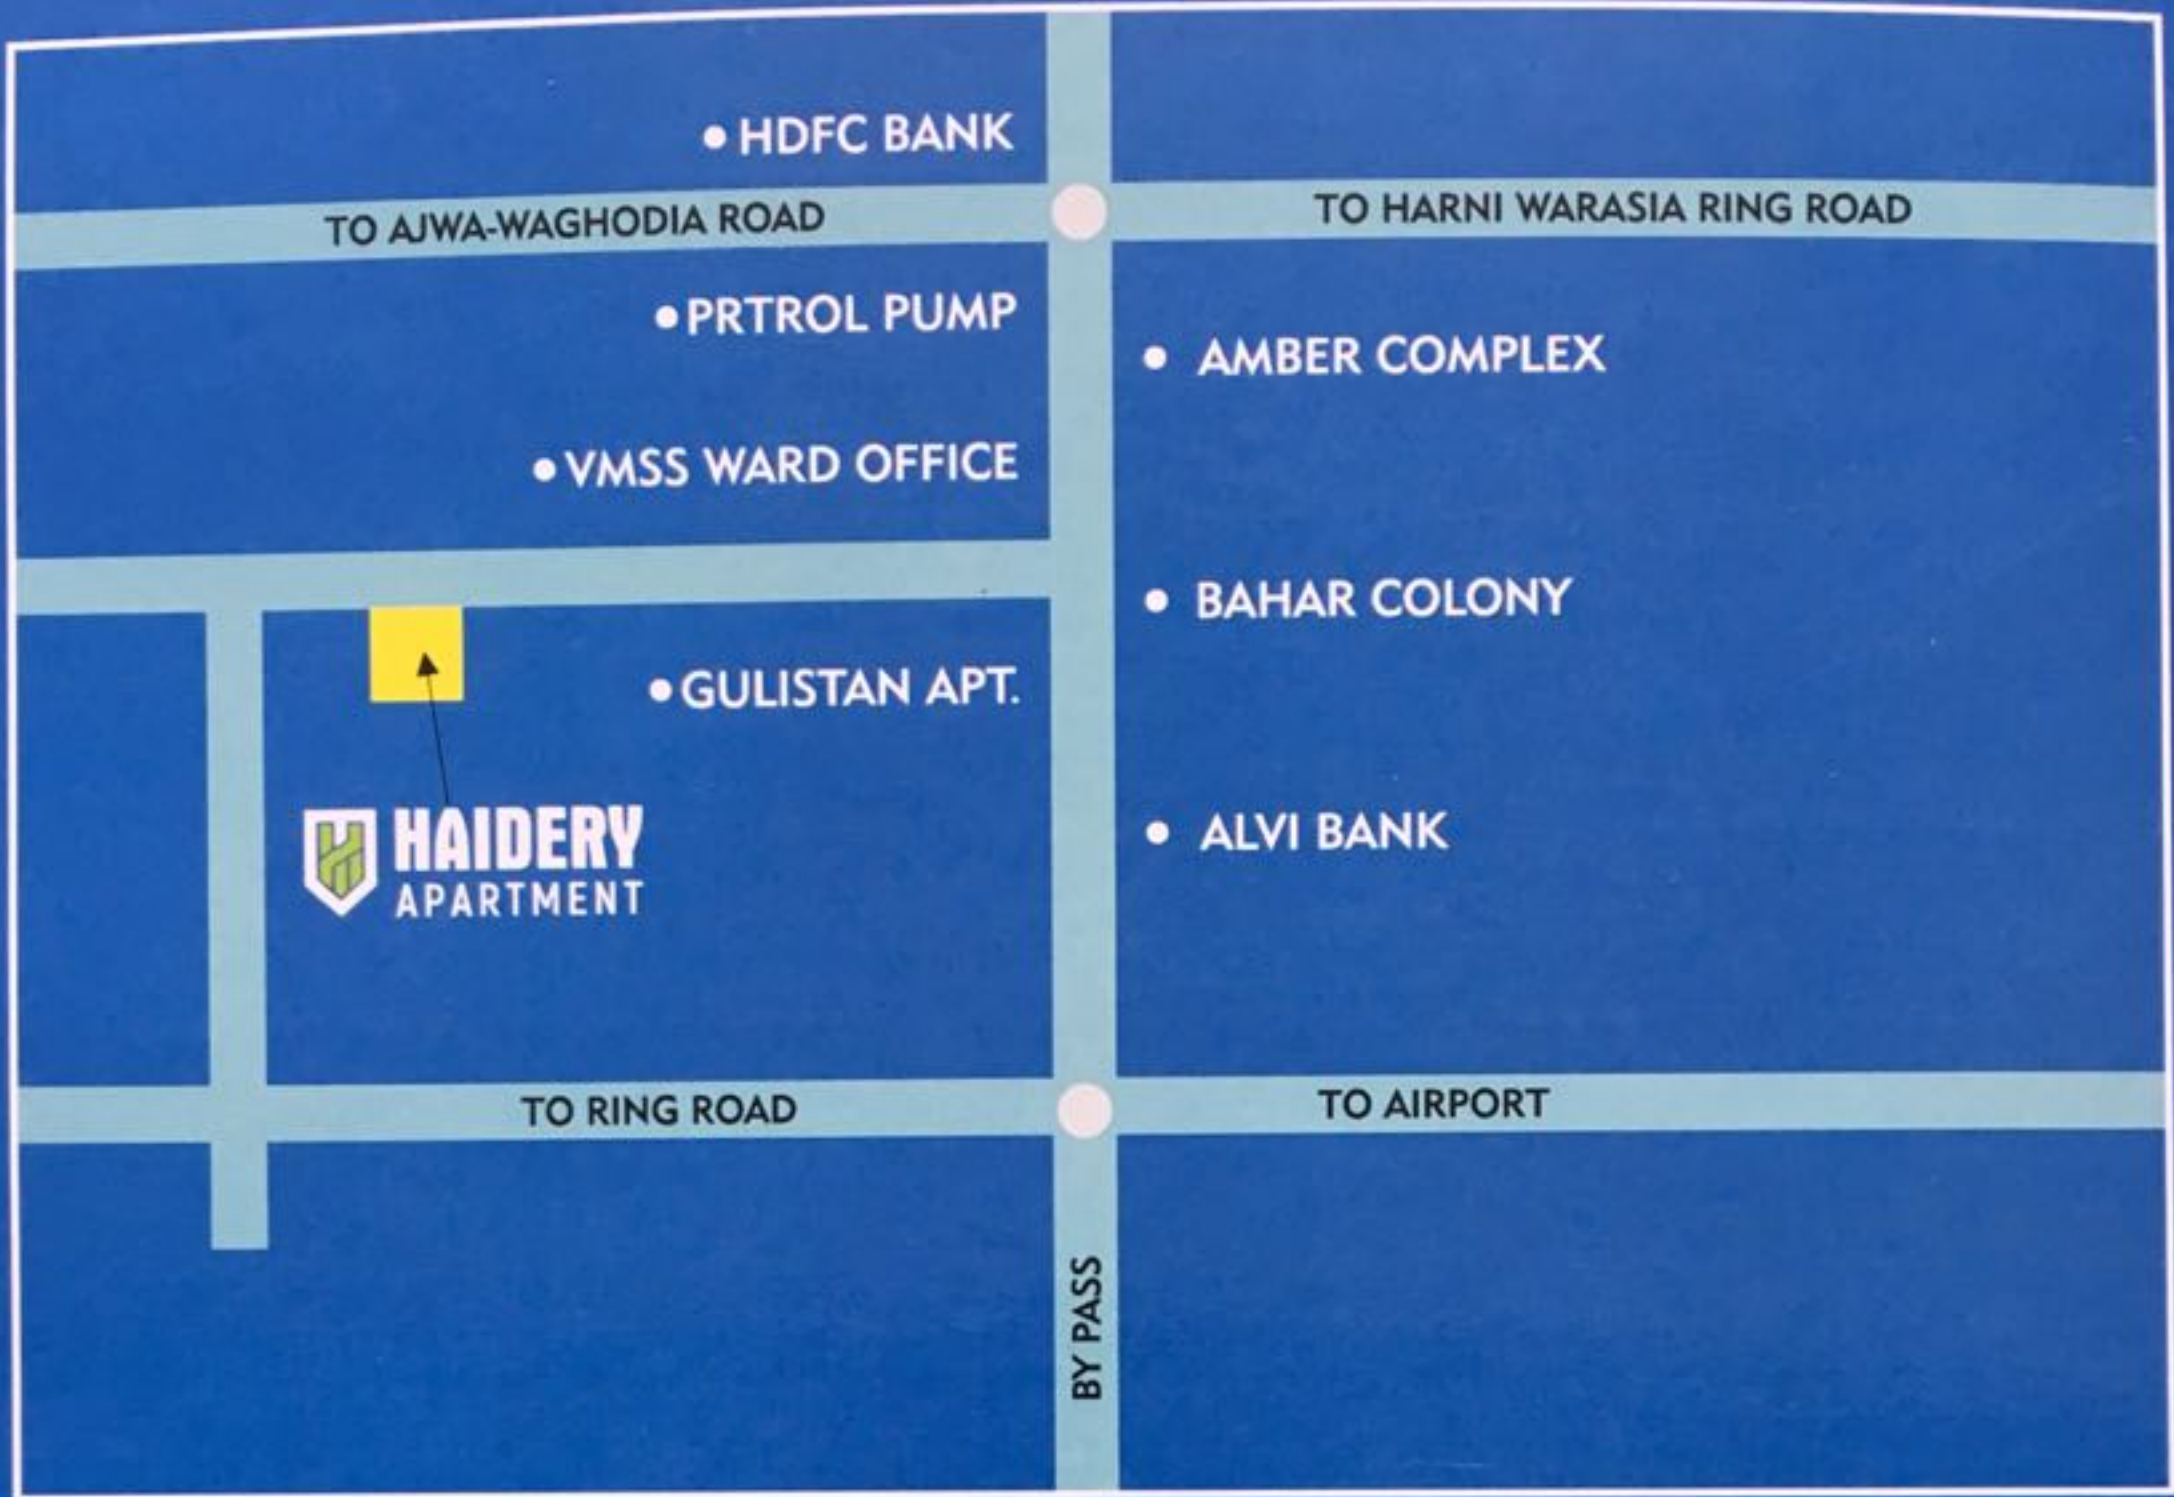 HDFC BANK
TO AJWA-WAGHODIA ROAD
TO HARNI WARASIA RING ROAD
PRTROL PUMP
AMBER COMPLEX
VMSS WARD OFFICE
BAHAR COLONY
GULISTAN APT.
HAIDERY
APARTMENT
ALVI BANK
TO RING ROAD
TO AIRPORT
BY PASS